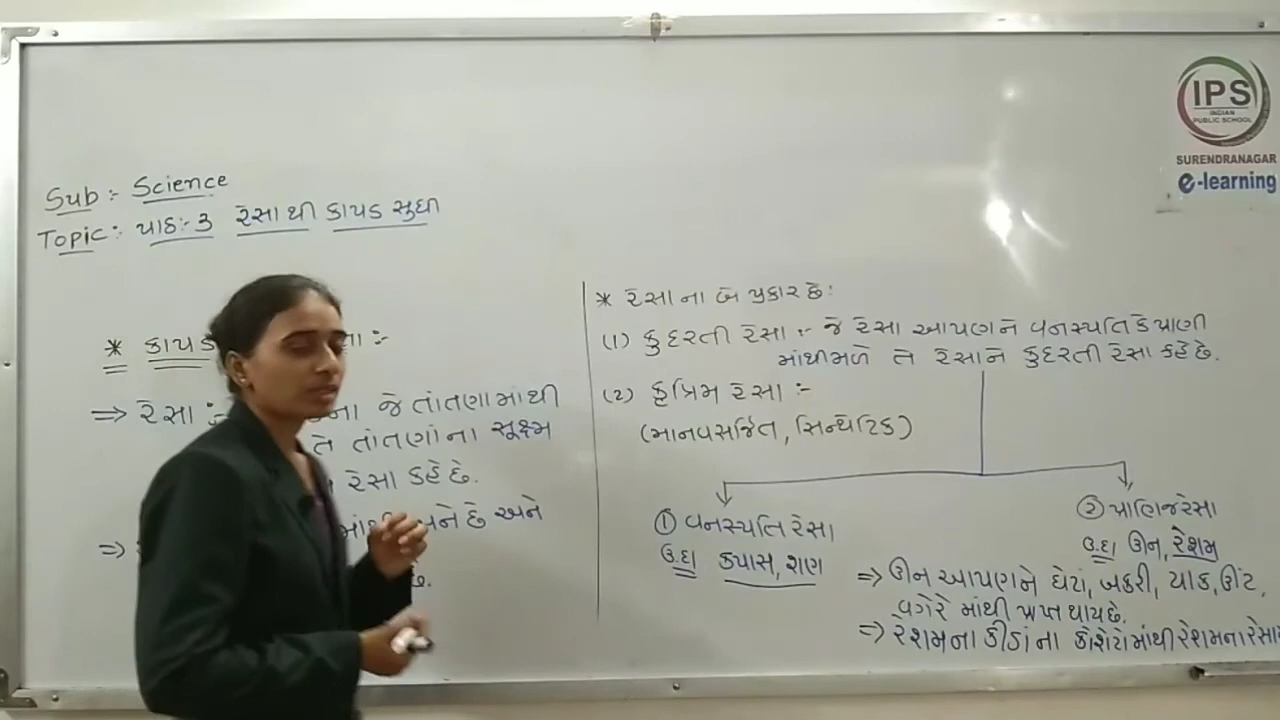 Sub :- Science
Topic :- પાઠ :- 3 રેસા થી કાપડ સુધી
* કાપડ
⇒ રેસા :- જે તાંતણામાંથી
તે તાંતણાંના સૂક્ષ્મ
રેસા કહે છે.
⇒ બને છે અને
છે.
* રેસા ના બે પ્રકાર છે :
(1) કુદરતી રેસા :- જે રેસા આપણને વનસ્પતિ કે પ્રાણી
માંથી મળે તે રેસાને કુદરતી રેસા કહે છે.
(2) કૃત્રિમ રેસા :-
(માનવસર્જિત, સિન્થેટિક)
① વનસ્પતિ રેસા
ઉ.દા કપાસ, શણ
② પ્રાણિજ રેસા
ઉ.દા ઊન, રેશમ
⇒ ઊન આપણને ઘેટાં, બકરી, યાક, ઊંટ,
વગેરે માંથી પ્રાપ્ત થાય છે.
⇒ રેશમના કીડાં ના કોશેટોમાંથી રેશમના રેસા
IPS
INDIAN
PUBLIC SCHOOL
SURENDRANAGAR
e-learning